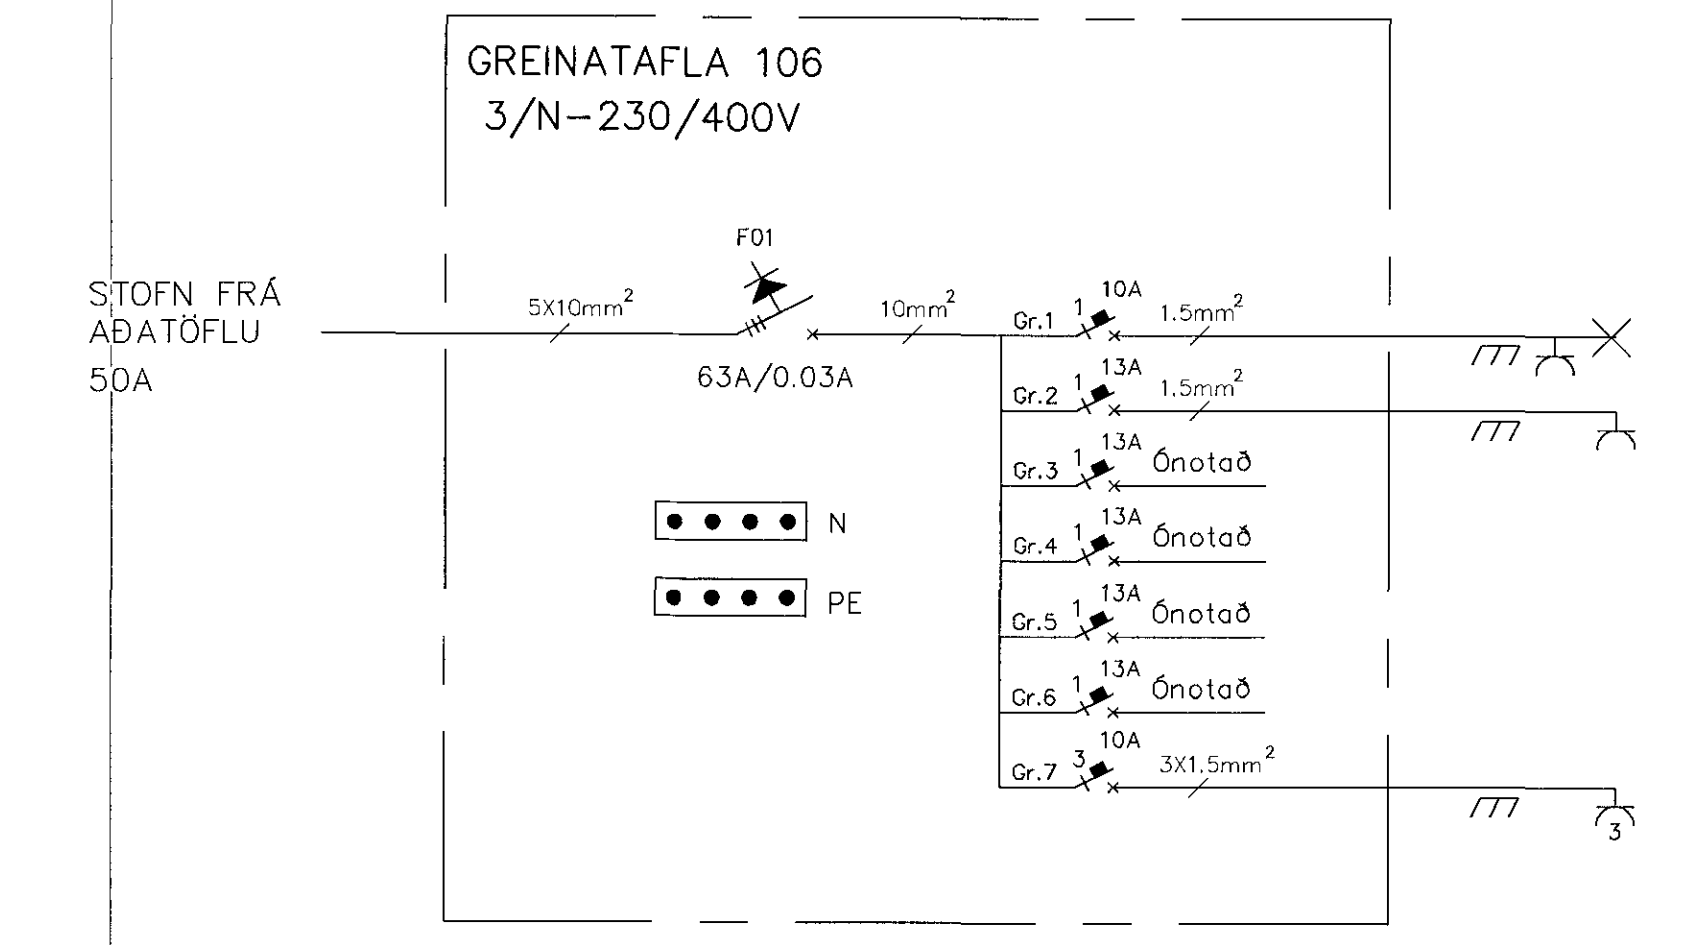 GREINATAFLA 106
3/N-230/400V
F01
STOFN FRÁ
AÐATÖFLU
50A
5X10mm²
10mm²
63A/0.03A
Gr.1 1 10A 1.5mm²
Gr.2 1 13A 1.5mm²
Gr.3 1 13A Ónotað
Gr.4 1 13A Ónotað
Gr.5 1 13A Ónotað
Gr.6 1 13A Ónotað
Gr.7 3 10A 3X1.5mm²
3
N
PE